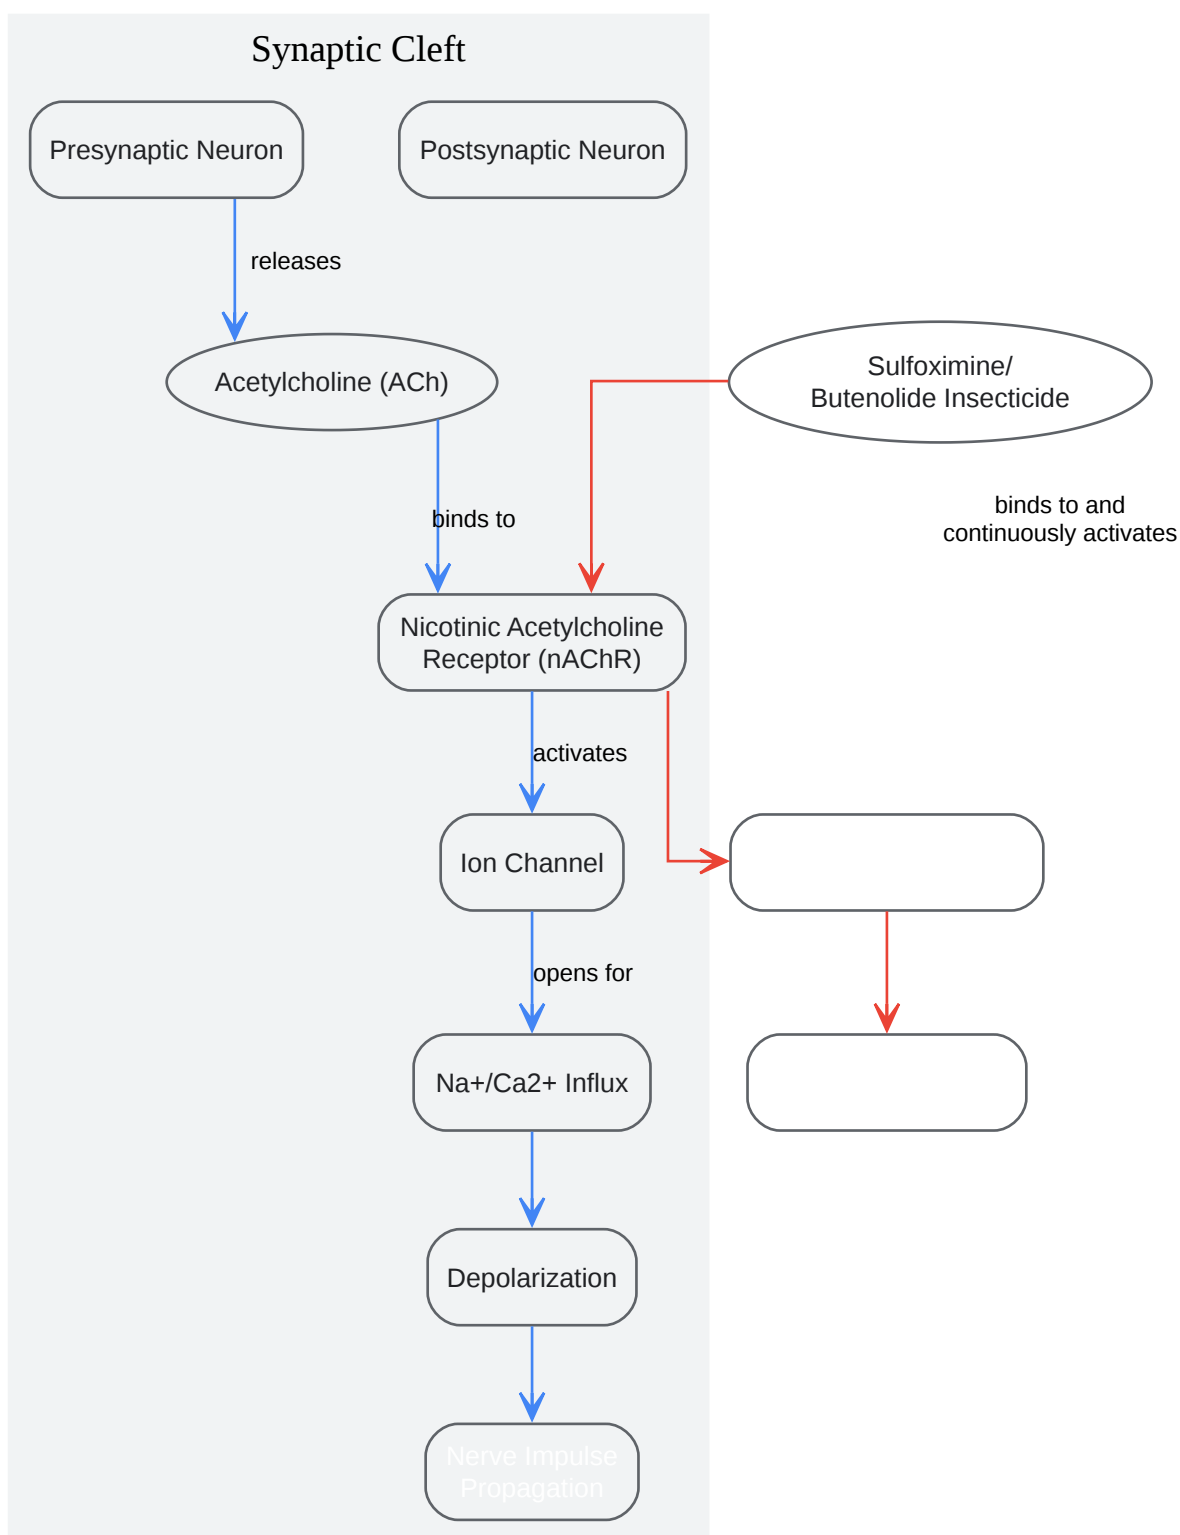 Synaptic Cleft
Presynaptic Neuron
Postsynaptic Neuron
releases
Acetylcholine (ACh)
Sulfoximine/
Butenolide Insecticide
binds to
binds to and
continuously activates
Nicotinic Acetylcholine
Receptor (nAChR)
activates
Ion Channel
opens for
Na+/Ca2+ Influx
Depolarization
Nerve Impulse
Propagation